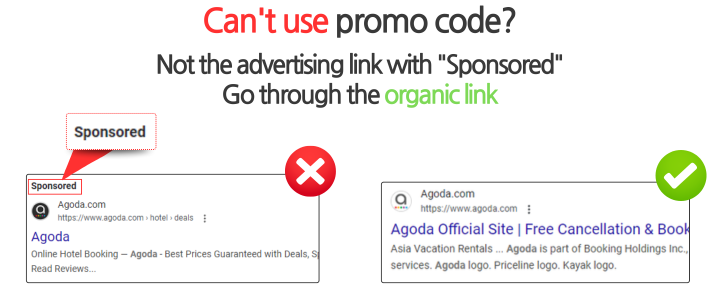 Can't use promo code?
Not the advertising link with "Sponsored"
Go through the organic link
Sponsored
Sponsored
Agoda.com
https://www.agoda.com › hotel › deals
Agoda
Online Hotel Booking — Agoda - Best Prices Guaranteed with Deals,
Read Reviews...
Agoda.com
https://www.agoda.com
Agoda Official Site | Free Cancellation & Book
Asia Vacation Rentals ... Agoda is part of Booking Holdings Inc.,
services. Agoda logo. Priceline logo. Kayak logo.